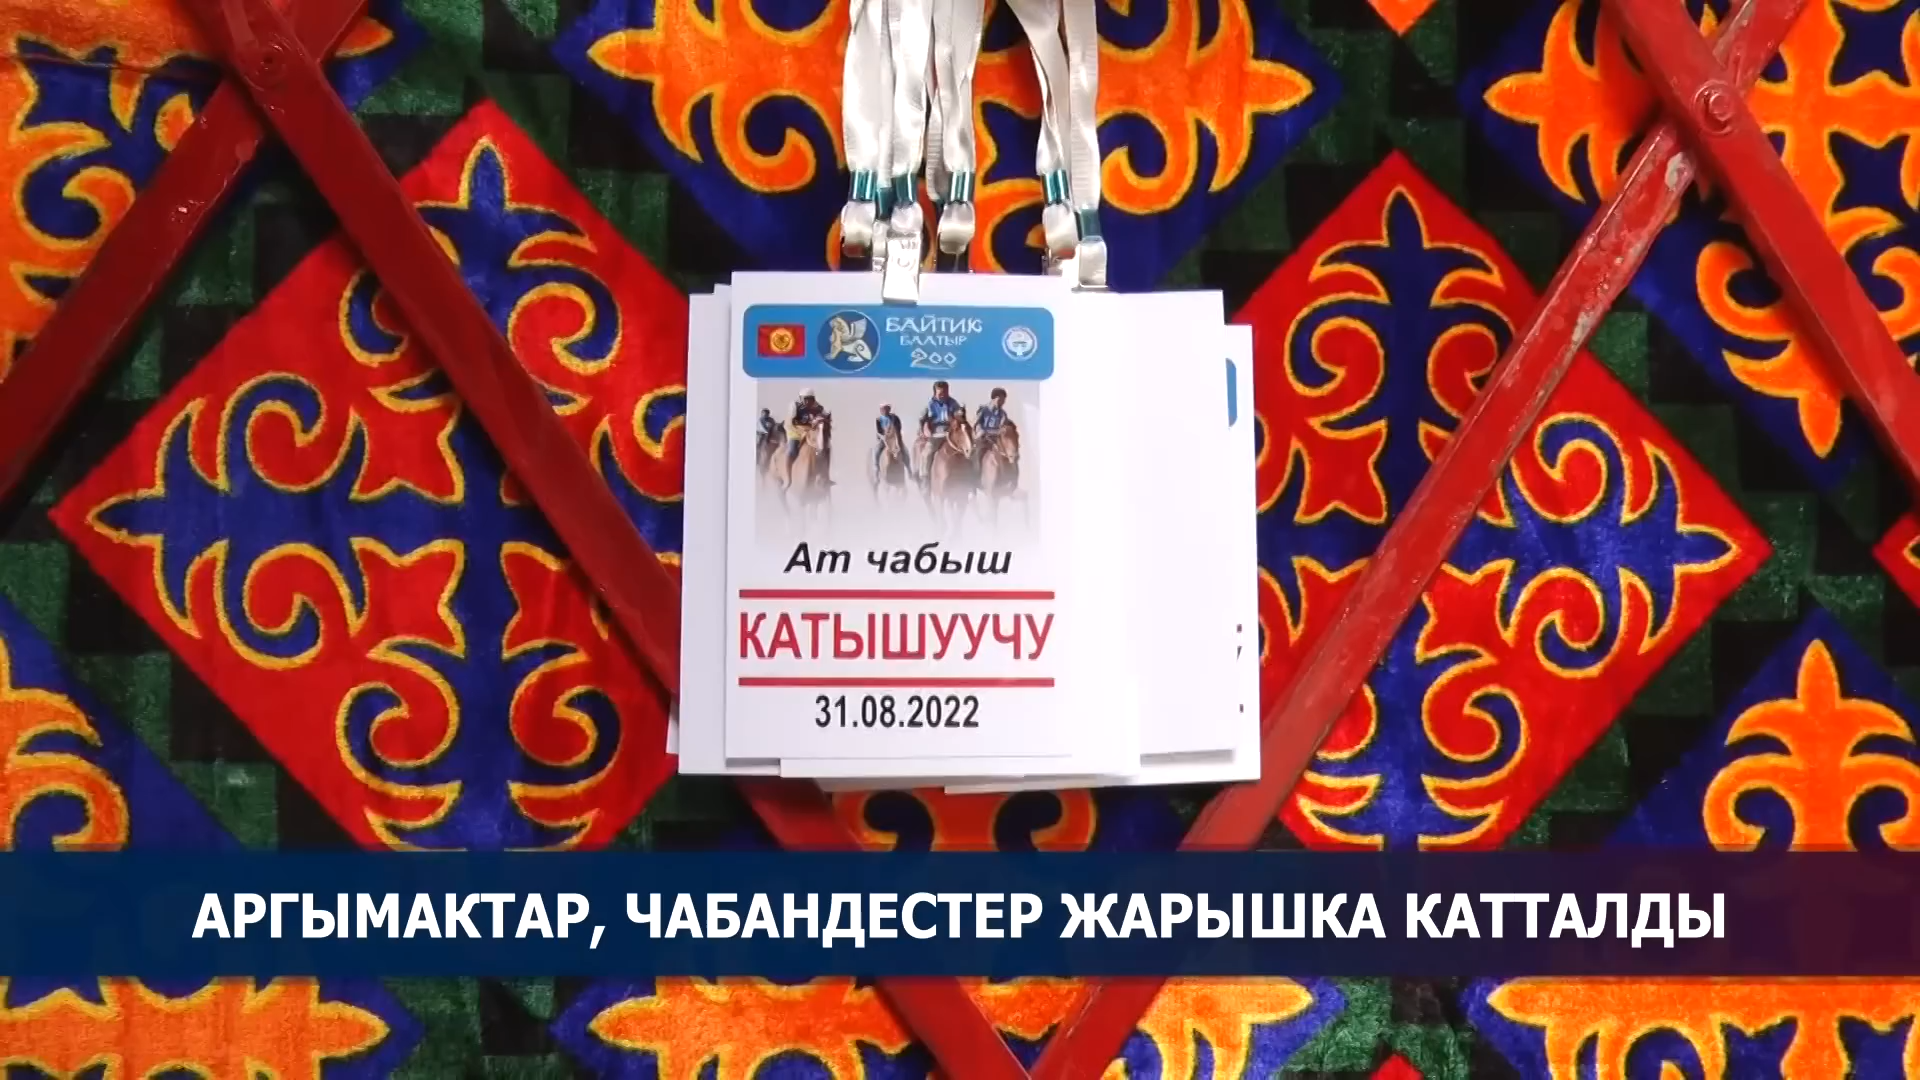 БАЙТИК
БААТЫР
200
Ат чабыш
КАТЫШУУЧУ
31.08.2022
АРГЫМАКТАР, ЧАБАНДЕСТЕР ЖАРЫШКА КАТТАЛДЫ